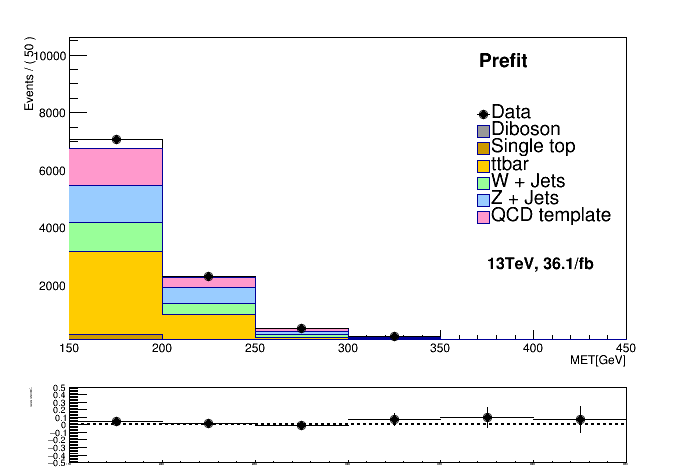 Events / ( 50 )
10000
8000
6000
4000
2000
Prefit
Data
Diboson
Single top
ttbar
W + Jets
Z + Jets
QCD template
13TeV, 36.1/fb
150 200 250 300 350 400 450
MET[GeV]
0.5
0.4
0.3
0.2
0.1
0
−0.1
−0.2
−0.3
−0.4
−0.5